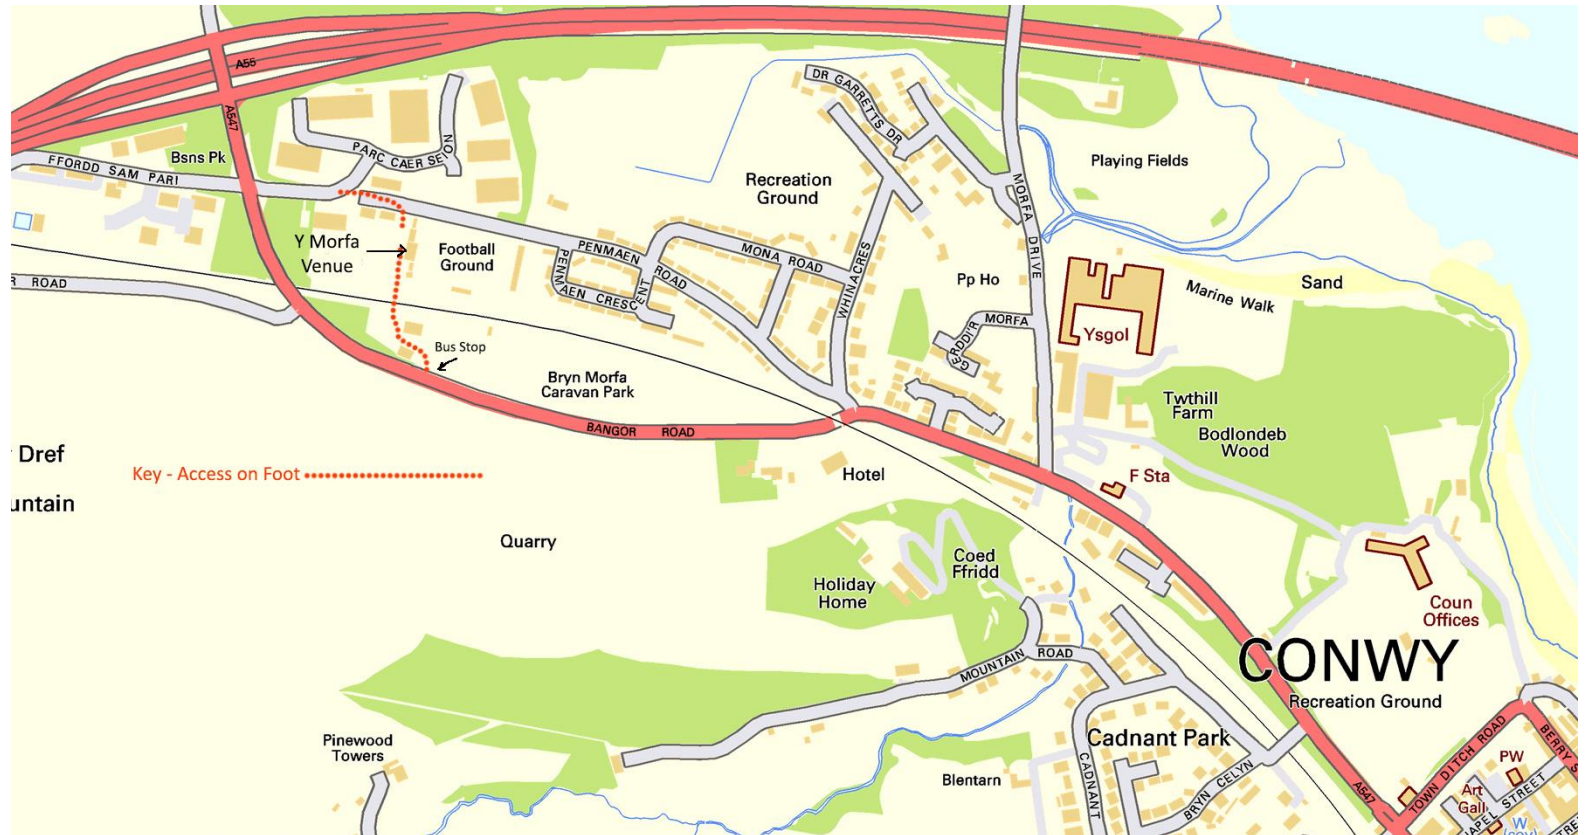 A55
A547
DR GARRETTS DR
Bsns Pk
PARC CAER SEION
FFORDD SAM PARI
Playing Fields
Recreation
Ground
MORFA DRIVE
Y Morfa
Venue
Football
Ground
PENMAEN ROAD
MONA ROAD
WHINACRES
PENMAEN CRESCENT
Pp Ho
Sand
Marine Walk
R ROAD
GERDDI'R MORFA
Ysgol
Bus Stop
Bryn Morfa
Caravan Park
Twthill
Farm
Bodlondeb
Wood
BANGOR ROAD
Dref
untain
Key - Access on Foot
Hotel
F Sta
Quarry
Coed
Ffridd
Holiday
Home
Coun
Offices
CONWY
Recreation Ground
MOUNTAIN ROAD
Pinewood
Towers
Cadnant Park
Blentarn
CADNANT
BRYN CELYN
A547
TOWN DITCH ROAD
BERRY S
PW
Art
Gall
APEL STREET
W